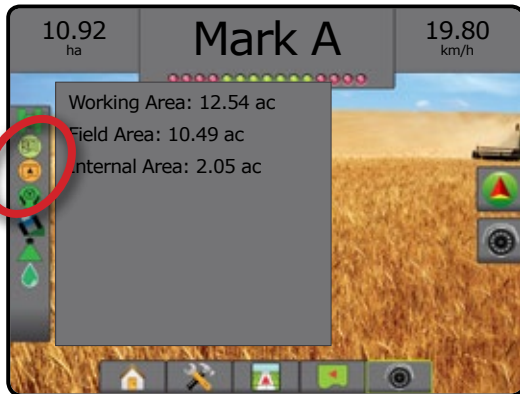 10.92
ha
Mark A
19.80
km/h
Working Area: 12.54 ac
Field Area: 10.49 ac
Internal Area: 2.05 ac